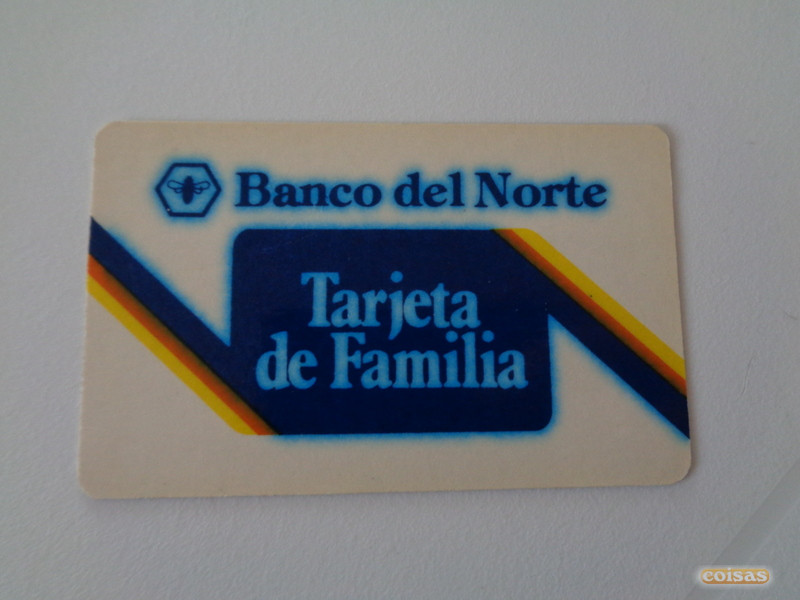 Banco del Norte
Tarjeta
de Familia
coisas